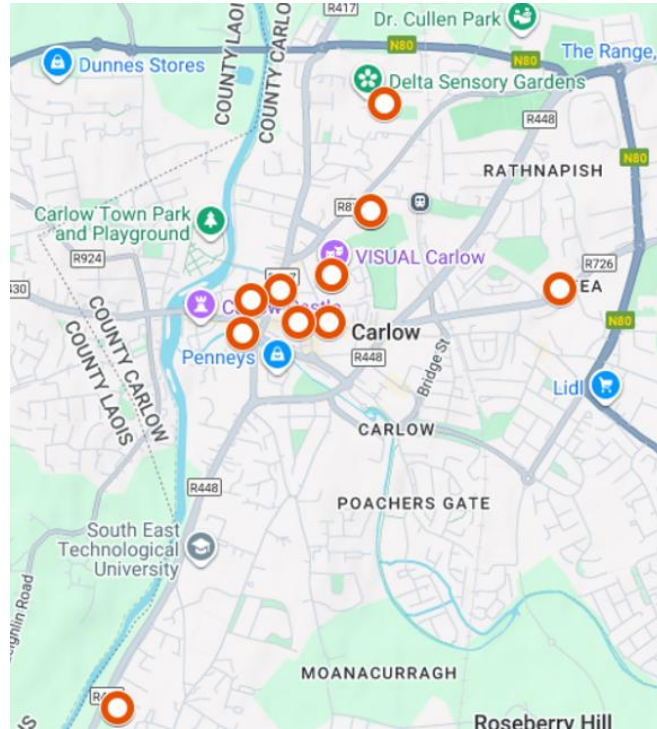 R417
Dr. Cullen Park
N80
Dunnes Stores
The Range,
COUNTY LAOI
COUNTY CARLO
Delta Sensory Gardens
R448
N80
RATHNAPISH
Carlow Town Park
and Playground
VISUAL Carlow
R924
R726
EA
N80
Carlow
Penneys
R448
COUNTY CARLOW
COUNTY LAOIS
Bridge St
Lidl
CARLOW
R448
POACHERS GATE
South East
Technological
University
MOANACURRAGH
Roseberry Hill